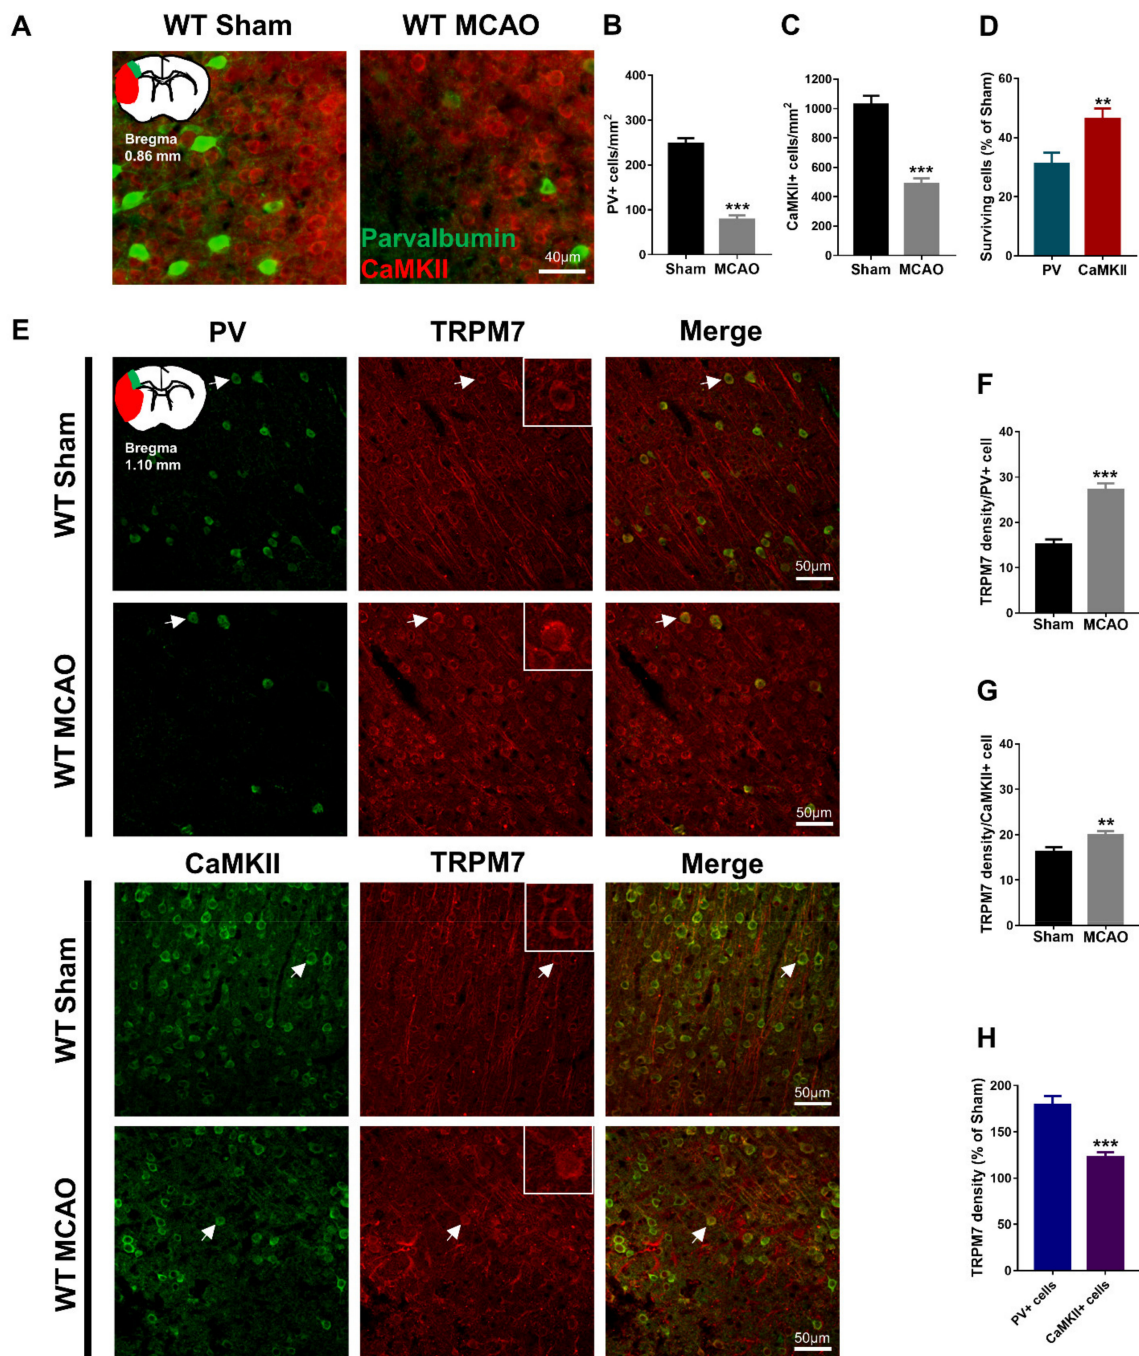 A
WT Sham
WT MCAO
Bregma
0.86 mm
Parvalbumin
CaMKII
40µm
B
PV+ cells/mm²
400
300
200
100
0
Sham MCAO
***
C
CaMKII+ cells/mm²
1200
1000
800
600
400
200
0
Sham MCAO
***
D
Surviving cells (% of Sham)
60
40
20
0
PV CaMKII
**
E
PV
TRPM7
Merge
WT Sham
Bregma
1.10 mm
50µm
WT MCAO
50µm
CaMKII
TRPM7
Merge
WT Sham
50µm
WT MCAO
50µm
F
TRPM7 density/PV+ cell
40
30
20
10
0
Sham MCAO
***
G
TRPM7 density/CaMKII+ cell
40
30
20
10
0
Sham MCAO
**
H
TRPM7 density (% of Sham)
200
150
100
50
0
PV+ cells
CaMKII+ cells
***